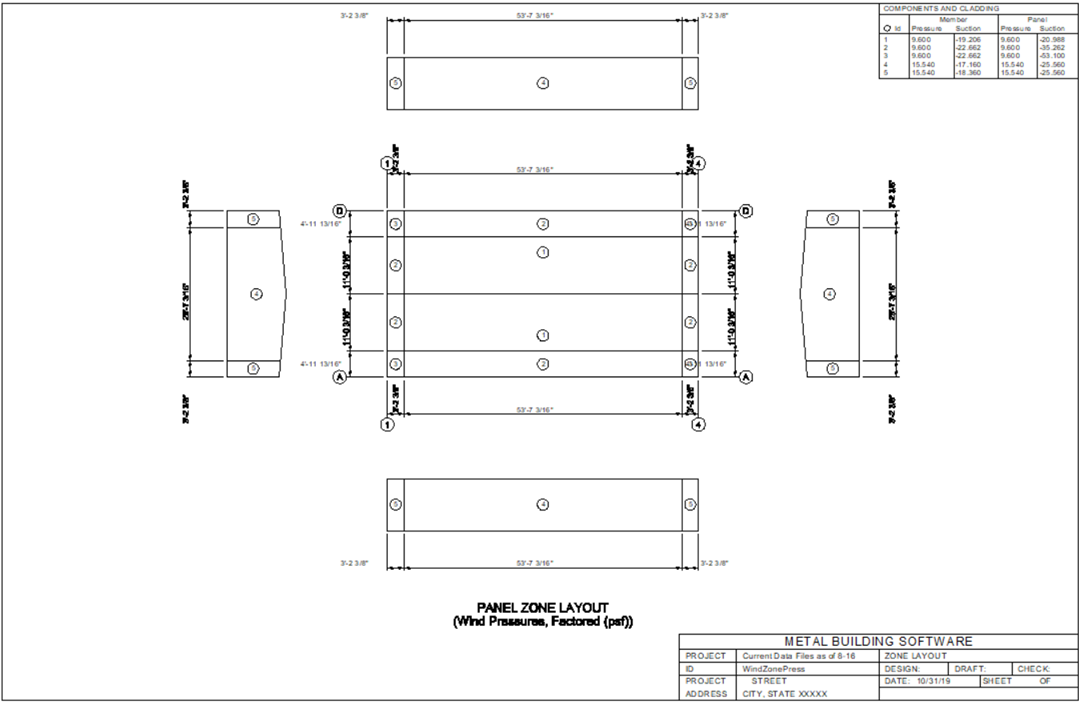 3'-2 3/8" 53'-7 3/16" 3'-2 3/8"
COMPONENTS AND CLADDING
Member Panel
Id Pressure Suction Pressure Suction
1 9.600 -19.206 9.600 -20.988
2 9.600 -22.662 9.600 -35.262
3 9.600 -22.662 9.600 -53.100
4 15.540 -17.160 15.540 -25.560
5 15.540 -18.360 15.540 -25.560
5 4 5
1 3'-2 3/8" 53'-7 3/16" 3'-2 3/8" 4
3'-2 3/8" 3'-2 3/8"
5 D D 5
4'-11 13/16" 3 2 3 1 13/16"
1
11'-0 3/16" 2 2 11'-0 3/16"
25'-7 3/16" 4 4 25'-7 3/16"
11'-0 3/16" 2 2 11'-0 3/16"
1
5 4'-11 13/16" 3 2 1 13/16" 5
A A
3'-2 3/8" 3'-2 3/8" 53'-7 3/16" 3'-2 3/8" 3'-2 3/8"
1 4
5 4 5
3'-2 3/8" 53'-7 3/16" 3'-2 3/8"
PANEL ZONE LAYOUT
(Wind Pressures, Factored (psf))
METAL BUILDING SOFTWARE
PROJECT Current Data Files as of 8-16 ZONE LAYOUT
ID WindZonePress DESIGN: DRAFT: CHECK:
PROJECT STREET DATE: 10/31/19 SHEET OF
ADDRESS CITY, STATE XXXXX